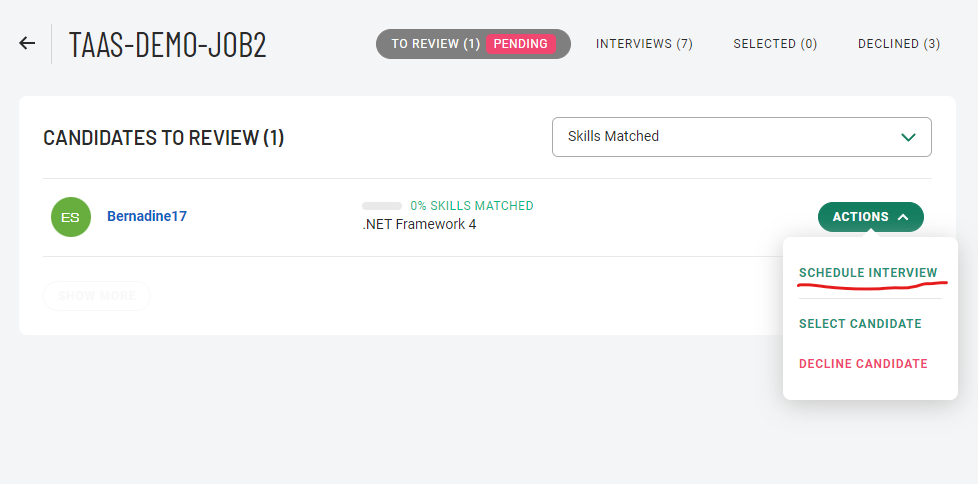 TAAS-DEMO-JOB2
TO REVIEW (1) PENDING
INTERVIEWS (7)
SELECTED (0)
DECLINED (3)
CANDIDATES TO REVIEW (1)
Skills Matched
ES
Bernadine17
0% SKILLS MATCHED
.NET Framework 4
ACTIONS
SCHEDULE INTERVIEW
SELECT CANDIDATE
DECLINE CANDIDATE
SHOW MORE